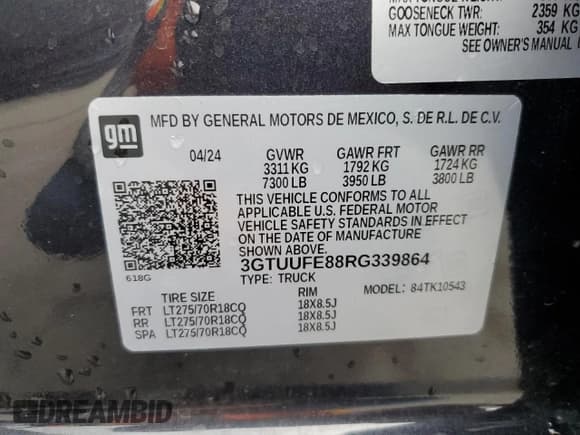 GOOSENECK TWR: 2359 KG
MAX TONGUE WEIGHT: 354 KG
SEE OWNER'S MANUAL
gm
MFD BY GENERAL MOTORS DE MEXICO, S. DE R.L. DE C.V.
04/24 GVWR GAWR FRT GAWR RR
3311 KG 1792 KG 1724 KG
7300 LB 3950 LB 3800 LB
THIS VEHICLE CONFORMS TO ALL
APPLICABLE U.S. FEDERAL MOTOR
VEHICLE SAFETY STANDARDS IN EFFECT
ON THE DATE OF MANUFACTURE
SHOWN ABOVE.
3GTUUFE88RG339864
618G
TYPE: TRUCK MODEL: 84TK10543
TIRE SIZE RIM
FRT LT275/70R18CQ 18X8.5J
RR LT275/70R18CQ 18X8.5J
SPA LT275/70R18CQ 18X8.5J
DREAMBID